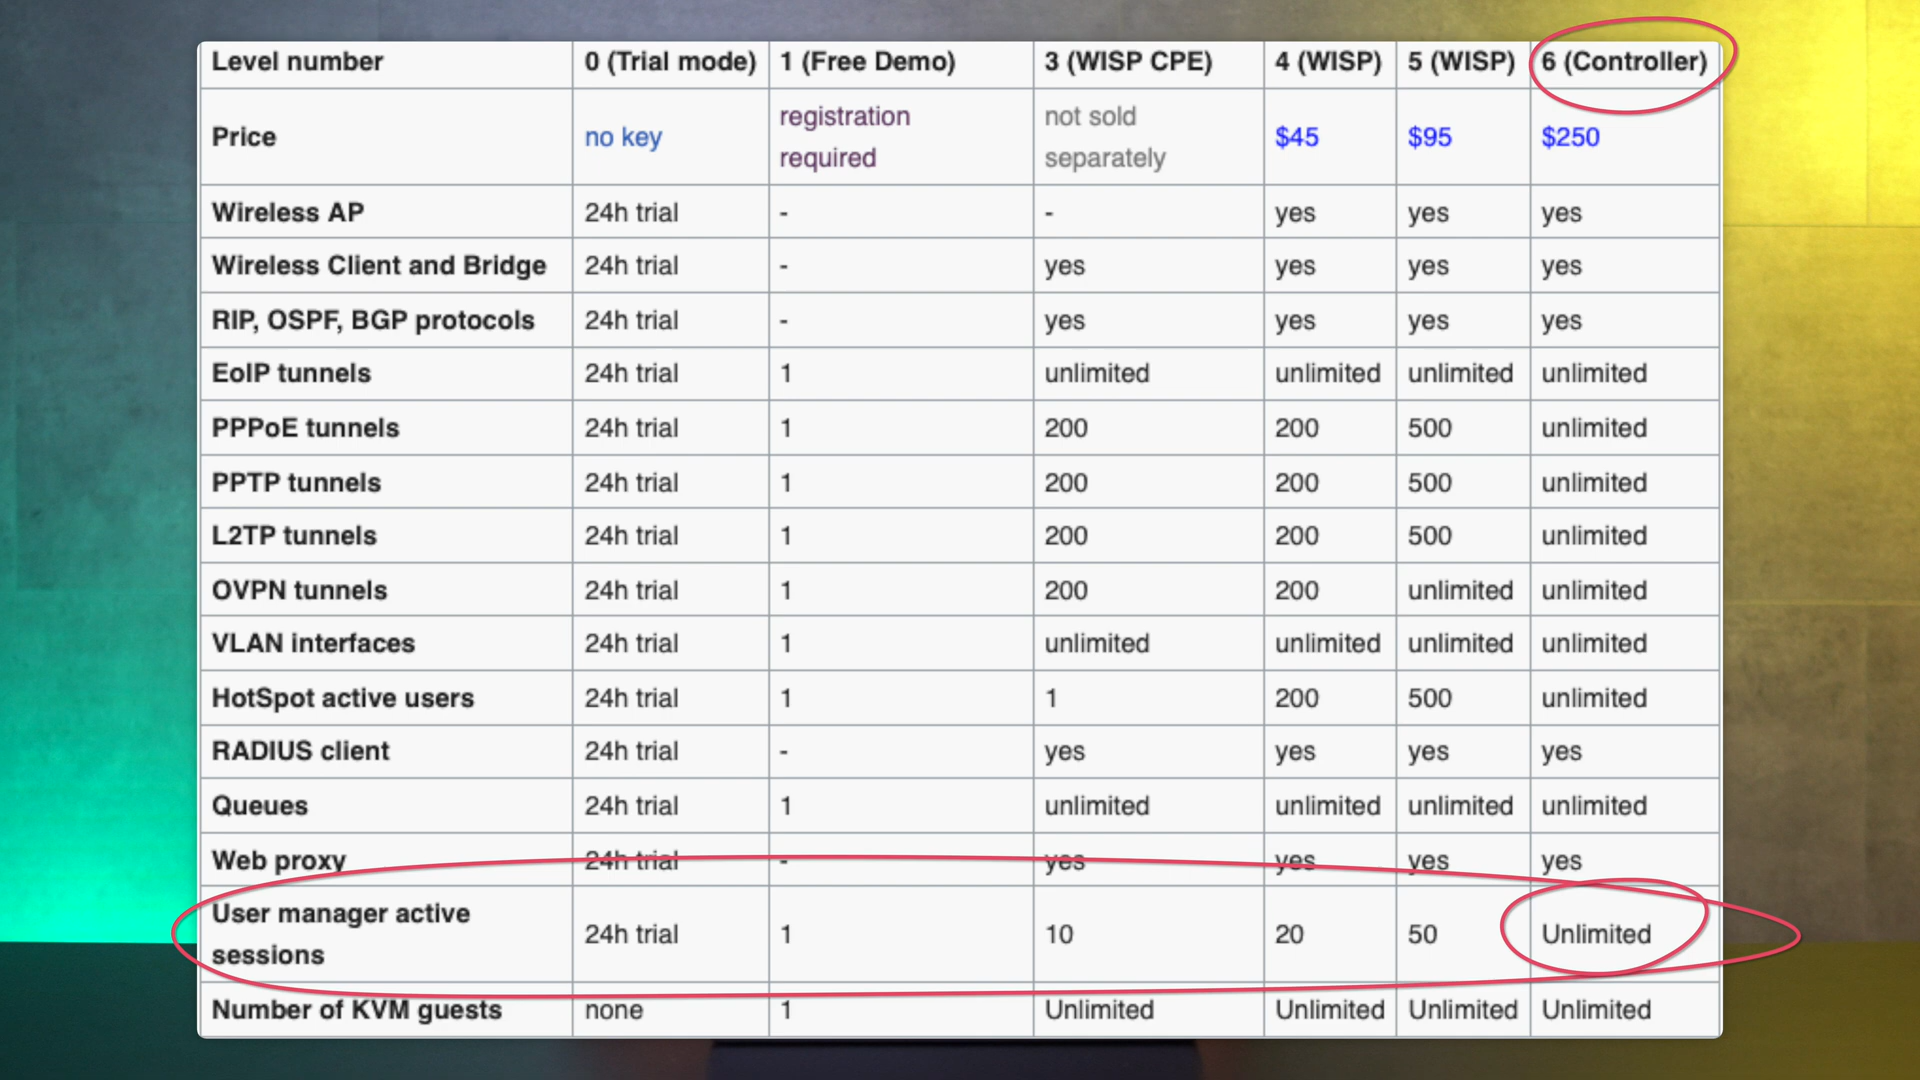 Level number 0 (Trial mode) 1 (Free Demo) 3 (WISP CPE) 4 (WISP) 5 (WISP) 6 (Controller)
Price no key registration required not sold separately $45 $95 $250
Wireless AP 24h trial - - yes yes yes
Wireless Client and Bridge 24h trial - yes yes yes yes
RIP, OSPF, BGP protocols 24h trial - yes yes yes yes
EoIP tunnels 24h trial 1 unlimited unlimited unlimited unlimited
PPPoE tunnels 24h trial 1 200 200 500 unlimited
PPTP tunnels 24h trial 1 200 200 500 unlimited
L2TP tunnels 24h trial 1 200 200 500 unlimited
OVPN tunnels 24h trial 1 200 200 unlimited unlimited
VLAN interfaces 24h trial 1 unlimited unlimited unlimited unlimited
HotSpot active users 24h trial 1 1 200 500 unlimited
RADIUS client 24h trial - yes yes yes yes
Queues 24h trial 1 unlimited unlimited unlimited unlimited
Web proxy 24h trial - yes yes yes yes
User manager active sessions 24h trial 1 10 20 50 Unlimited
Number of KVM guests none 1 Unlimited Unlimited Unlimited Unlimited